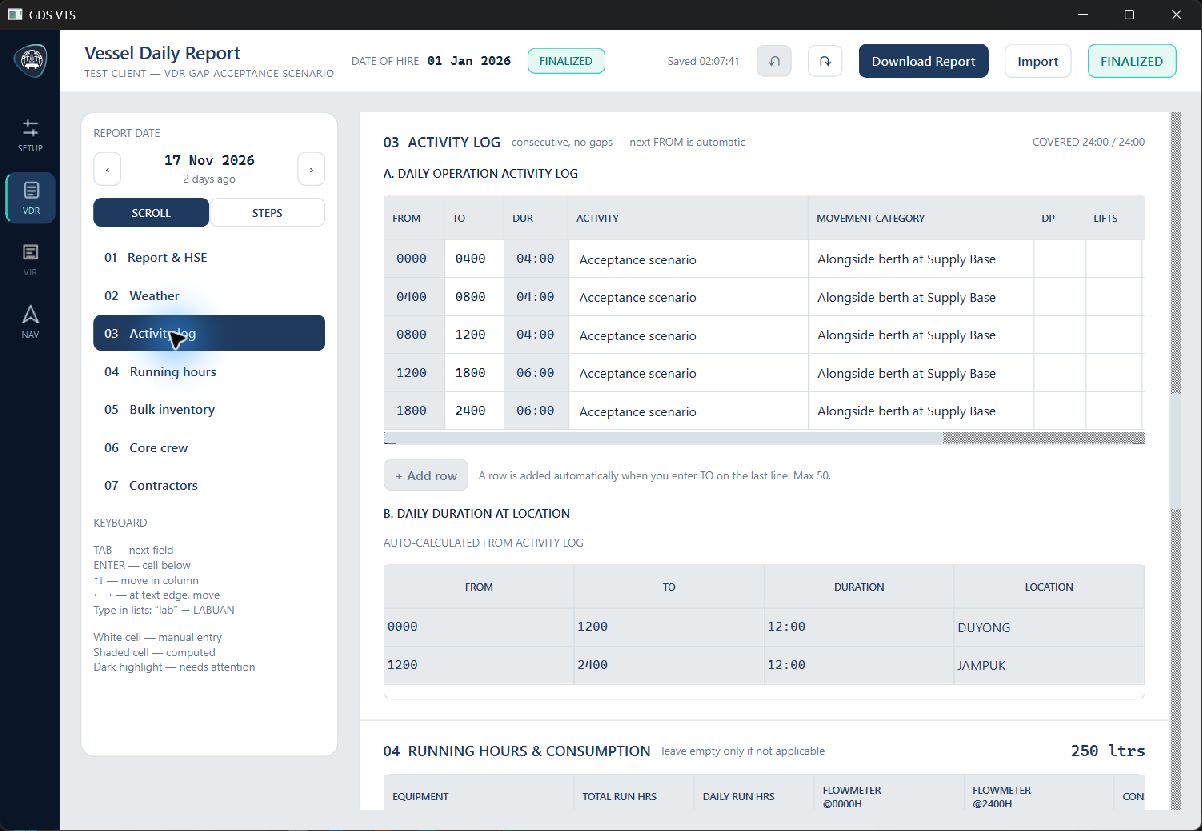 GDS VTS
Vessel Daily Report
TEST CLIENT — VDR GAP ACCEPTANCE SCENARIO
DATE OF HIRE 01 Jan 2026 FINALIZED
Saved 02:07:41
Download Report
Import
FINALIZED
SETUP
VDR
VIR
NAV
REPORT DATE
‹ 17 Nov 2026 ›
2 days ago
SCROLL STEPS
01 Report & HSE
02 Weather
03 Activity log
04 Running hours
05 Bulk inventory
06 Core crew
07 Contractors
KEYBOARD
TAB — next field
ENTER — cell below
↑↓ — move in column
— at text edge, move
Type in lists: "lab" → LABUAN
White cell — manual entry
Shaded cell — computed
Dark highlight — needs attention
03 ACTIVITY LOG consecutive, no gaps — next FROM is automatic COVERED 24:00 / 24:00
A. DAILY OPERATION ACTIVITY LOG
FROM TO DUR ACTIVITY MOVEMENT CATEGORY DP LIFTS
0000 0400 04:00 Acceptance scenario Alongside berth at Supply Base
0400 0800 04:00 Acceptance scenario Alongside berth at Supply Base
0800 1200 04:00 Acceptance scenario Alongside berth at Supply Base
1200 1800 06:00 Acceptance scenario Alongside berth at Supply Base
1800 2400 06:00 Acceptance scenario Alongside berth at Supply Base
+ Add row A row is added automatically when you enter TO on the last line. Max 50.
B. DAILY DURATION AT LOCATION
AUTO-CALCULATED FROM ACTIVITY LOG
FROM TO DURATION LOCATION
0000 1200 12:00 DUYONG
1200 2400 12:00 JAMPUK
04 RUNNING HOURS & CONSUMPTION leave empty only if not applicable 250 ltrs
EQUIPMENT TOTAL RUN HRS DAILY RUN HRS FLOWMETER @0000H FLOWMETER @2400H CON